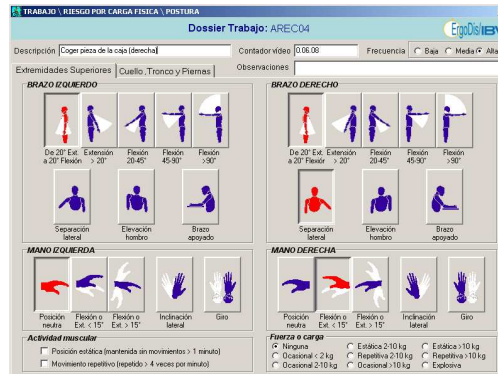 TRABAJO \ RIESGO POR CARGA FISICA \ POSTURA
Dossier Trabajo: AREC04
ErgoDis/IBV
Descripción Coger pieza de la caja (derecha) Contador vídeo 0.06.08 Frecuencia Baja Media Alta
Extremidades Superiores Cuello ,Tronco y Piernas Observaciones
BRAZO IZQUIERDO BRAZO DERECHO
De 20° Ext. a 20° Flexión Extensión > 20° Flexión 20-45° Flexión 45-90° Flexión >90°
De 20° Ext. a 20° Flexión Extensión > 20° Flexión 20-45° Flexión 45-90° Flexión >90°
Separación lateral Elevación hombro Brazo apoyado
Separación lateral Elevación hombro Brazo apoyado
MANO IZQUIERDA MANO DERECHA
Posición neutra Flexión o Ext. < 15° Flexión o Ext. > 15° Inclinación lateral Giro
Posición neutra Flexión o Ext. < 15° Flexión o Ext. > 15° Inclinación lateral Giro
Actividad muscular
Posición estática (mantenida sin movimientos > 1 minuto)
Movimiento repetitivo (repetido > 4 veces por minuto)
Fuerza o carga
Ninguna Estática 2-10 kg Estática >10 kg
Ocasional < 2 kg Repetitiva 2-10 kg Repetitiva >10 kg
Ocasional 2-10 kg Ocasional >10 kg Explosiva